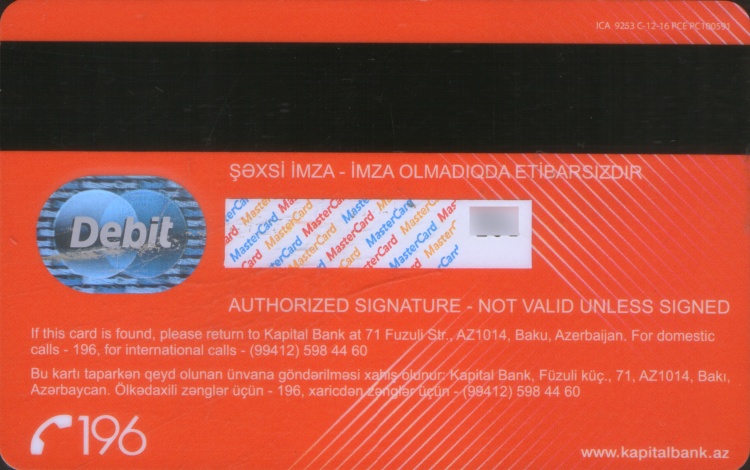 ICA 9253 C-12-16 PCE PC100591
ŞƏXSİ İMZA - İMZA OLMADIQDA ETİBARSIZDIR
Debit
MasterCard MasterCard MasterCard MasterCard
AUTHORIZED SIGNATURE - NOT VALID UNLESS SIGNED
If this card is found, please return to Kapital Bank at 71 Fuzuli Str., AZ1014, Baku, Azerbaijan. For domestic
calls - 196, for international calls - (99412) 598 44 60
Bu kartı taparkən qeyd olunan ünvana göndərilməsi xahiş olunur: Kapital Bank, Füzuli küç., 71, AZ1014, Bakı,
Azərbaycan. Ölkədaxili zənglər üçün - 196, xaricdən zənglər üçün - (99412) 598 44 60
196
www.kapitalbank.az